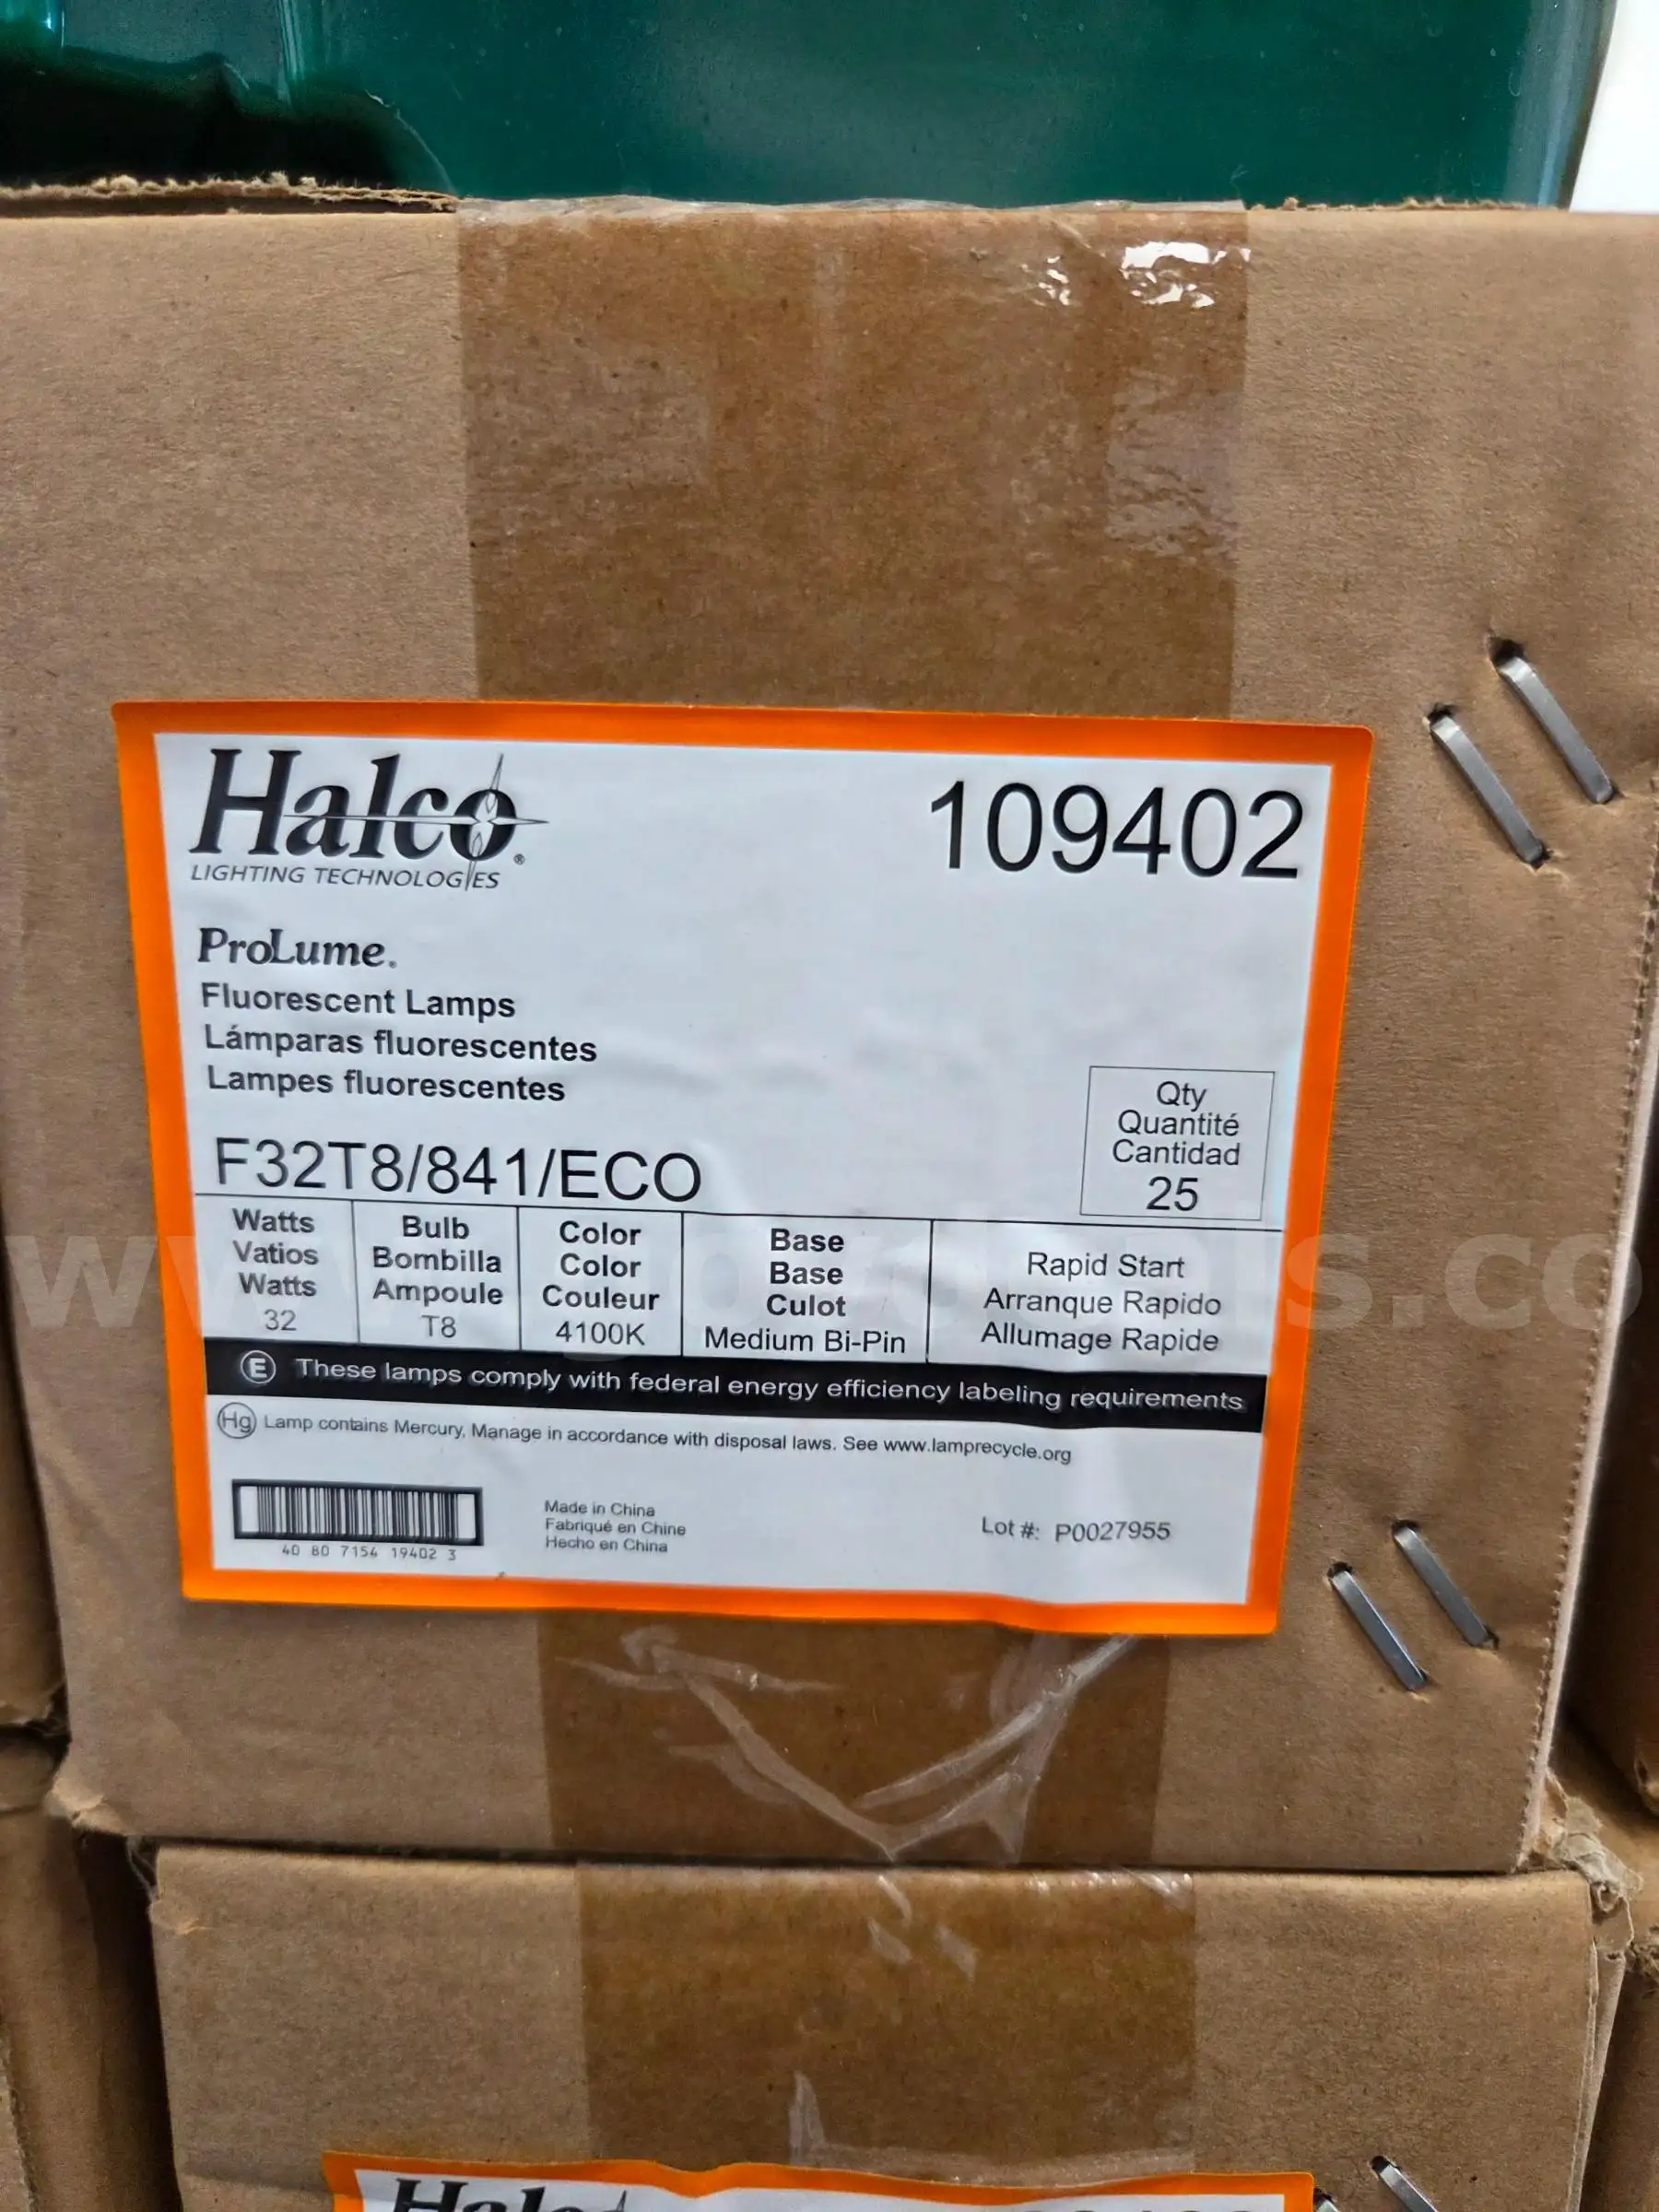 Halco®
LIGHTING TECHNOLOGIES
109402
ProLume®
Fluorescent Lamps
Lámparas fluorescentes
Lampes fluorescentes
Qty
Quantité
Cantidad
25
F32T8/841/ECO
Watts
Vatios
Watts
32
Bulb
Bombilla
Ampoule
T8
Color
Color
Couleur
4100K
Base
Base
Culot
Medium Bi-Pin
Rapid Start
Arranque Rapido
Allumage Rapide
E These lamps comply with federal energy efficiency labeling requirements
Hg Lamp contains Mercury, Manage in accordance with disposal laws. See www.lamprecycle.org
40 80 7154 19402 3
Made in China
Fabriqué en Chine
Hecho en China
Lot #: P0027955
Halco